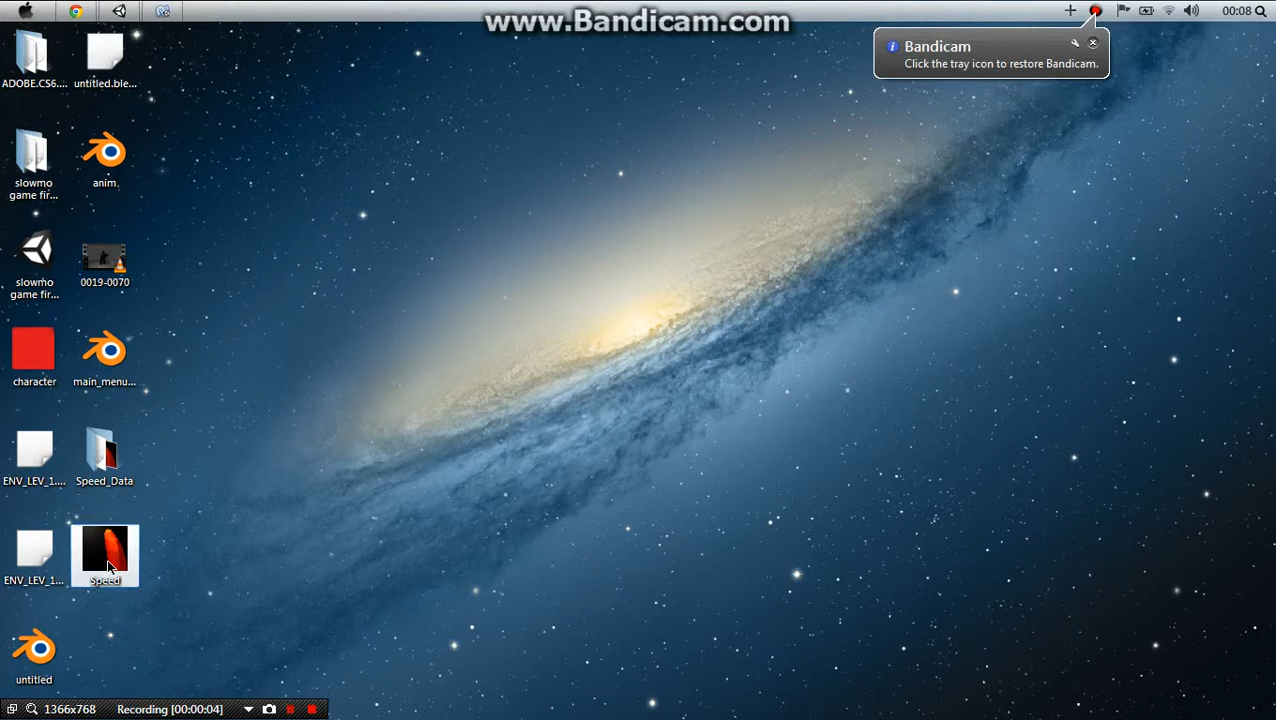 www.Bandicam.com
00:08
Bandicam
Click the tray icon to restore Bandicam.
ADOBE.CS6....
untitled.ble...
slowmo
game fir...
anim
slowmo
game fir...
0019-0070
character
main_menu...
ENV_LEV_1....
Speed_Data
ENV_LEV_1...
Speed
untitled
1366x768
Recording [00:00:04]